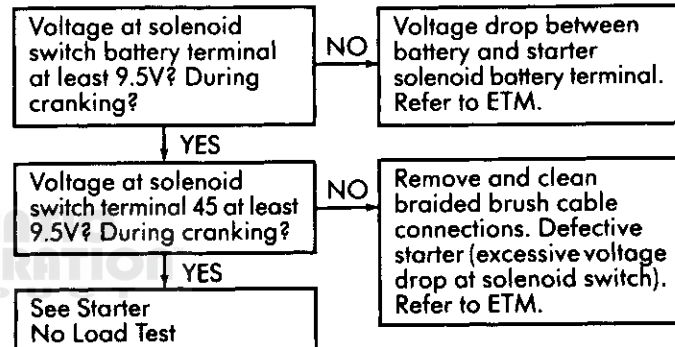 Voltage at solenoid
switch battery terminal
at least 9.5V? During
cranking?
NO
Voltage drop between
battery and starter
solenoid battery terminal.
Refer to ETM.
YES
Voltage at solenoid
switch terminal 45 at least
9.5V? During cranking?
NO
Remove and clean
braided brush cable
connections. Defective
starter (excessive voltage
drop at solenoid switch).
Refer to ETM.
YES
See Starter
No Load Test